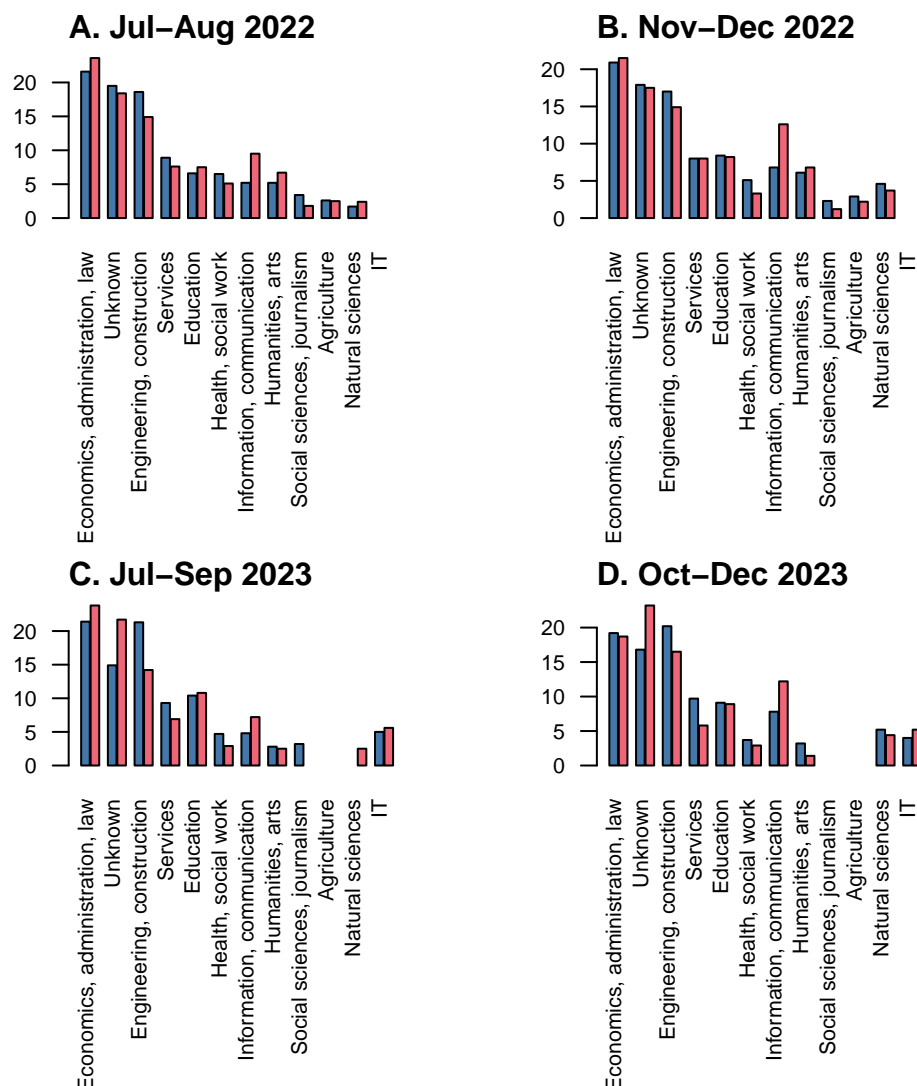 A. Jul–Aug 2022
20
15
10
5
0
Economics, administration, law
Unknown
Engineering, construction
Services
Education
Health, social work
Information, communication
Humanities, arts
Social sciences, journalism
Agriculture
Natural sciences
IT
B. Nov–Dec 2022
20
15
10
5
0
Economics, administration, law
Unknown
Engineering, construction
Services
Education
Health, social work
Information, communication
Humanities, arts
Social sciences, journalism
Agriculture
Natural sciences
IT
C. Jul–Sep 2023
20
15
10
5
0
Economics, administration, law
Unknown
Engineering, construction
Services
Education
Health, social work
Information, communication
Humanities, arts
Social sciences, journalism
Agriculture
Natural sciences
IT
D. Oct–Dec 2023
20
15
10
5
0
Economics, administration, law
Unknown
Engineering, construction
Services
Education
Health, social work
Information, communication
Humanities, arts
Social sciences, journalism
Agriculture
Natural sciences
IT